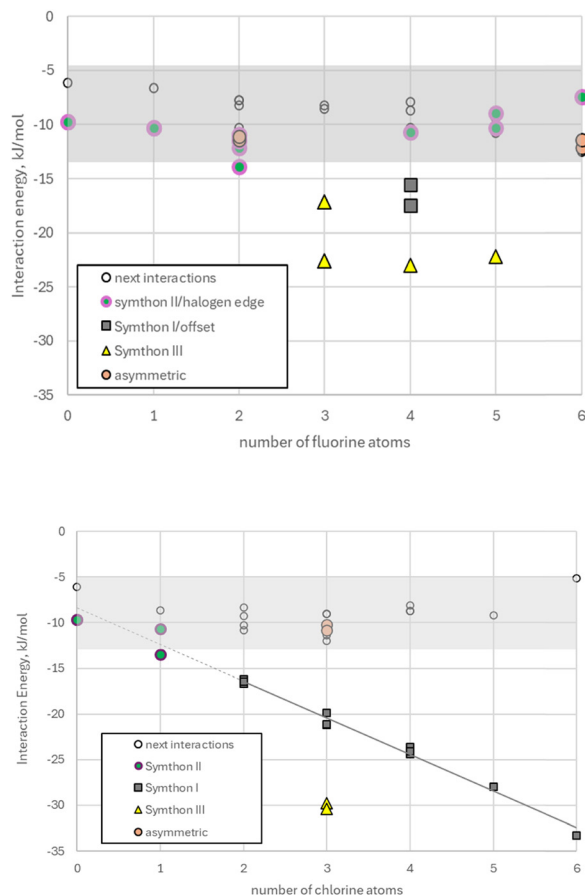 0
-5
-10
-15
-20
-25
-30
-35
Interaction energy, kJ/mol
next interactions
symthon II/halogen edge
Symthon I/offset
Symthon III
asymmetric
0 1 2 3 4 5 6
number of fluorine atoms
0
-5
-10
-15
-20
-25
-30
-35
Interaction Energy, kJ/mol
next interactions
Symthon II
Symthon I
Symthon III
asymmetric
0 1 2 3 4 5 6
number of chlorine atoms